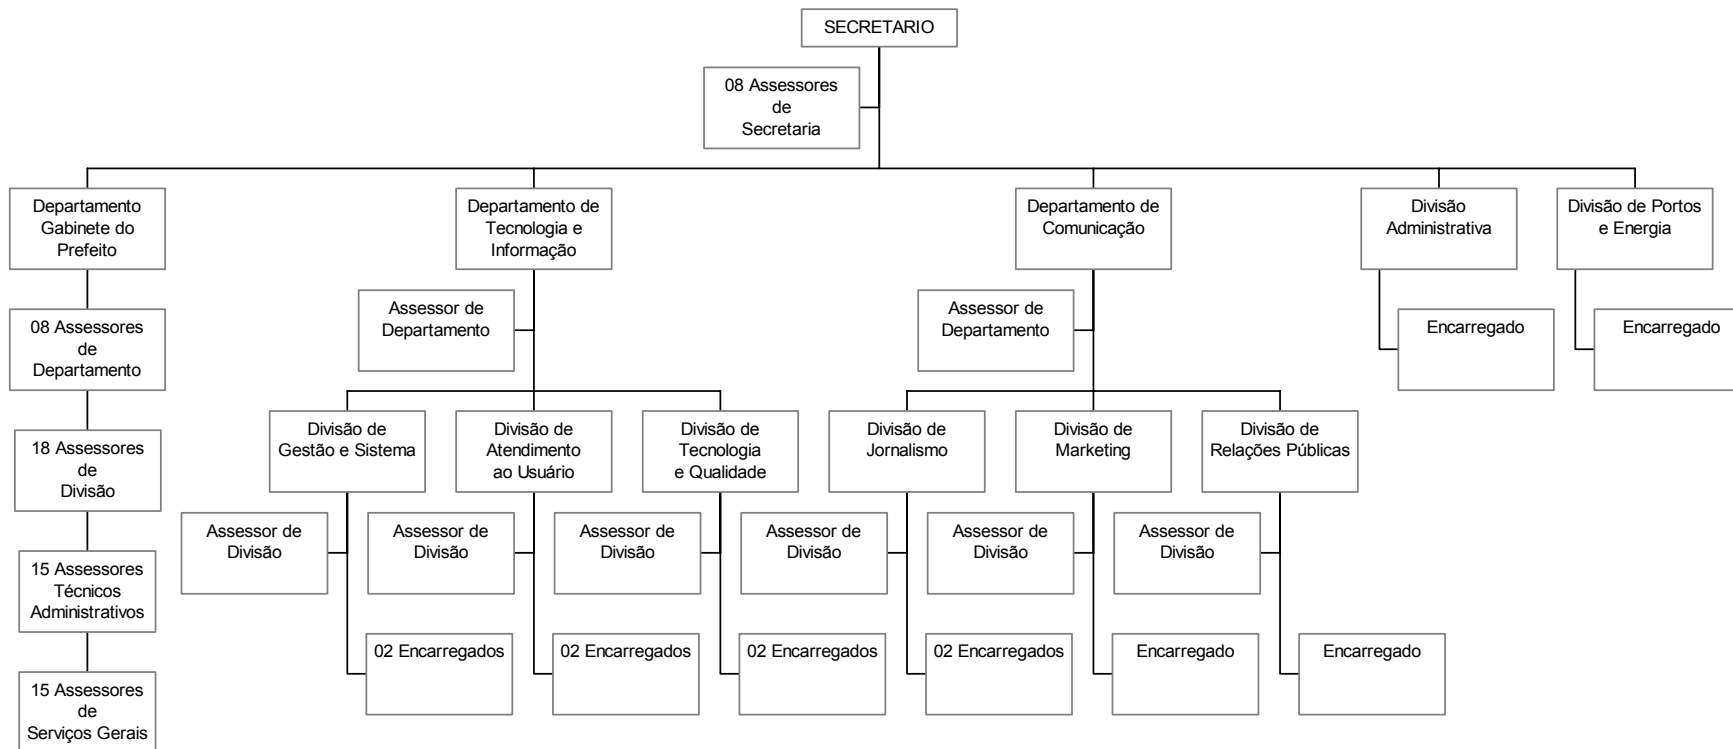 SECRETARIO
08 Assessores
de
Secretaria
Departamento
Gabinete do
Prefeito
Departamento de
Tecnologia e
Informação
Departamento de
Comunicação
Divisão
Administrativa
Divisão de Portos
e Energia
08 Assessores
de
Departamento
Assessor de
Departamento
Assessor de
Departamento
Encarregado
Encarregado
18 Assessores
de
Divisão
Divisão de
Gestão e Sistema
Divisão de
Atendimento
ao Usuário
Divisão de
Tecnologia
e Qualidade
Divisão de
Jornalismo
Divisão de
Marketing
Divisão de
Relações Públicas
Assessor de
Divisão
Assessor de
Divisão
Assessor de
Divisão
Assessor de
Divisão
Assessor de
Divisão
Assessor de
Divisão
15 Assessores
Técnicos
Administrativos
02 Encarregados
02 Encarregados
02 Encarregados
02 Encarregados
Encarregado
Encarregado
15 Assessores
de
Serviços Gerais